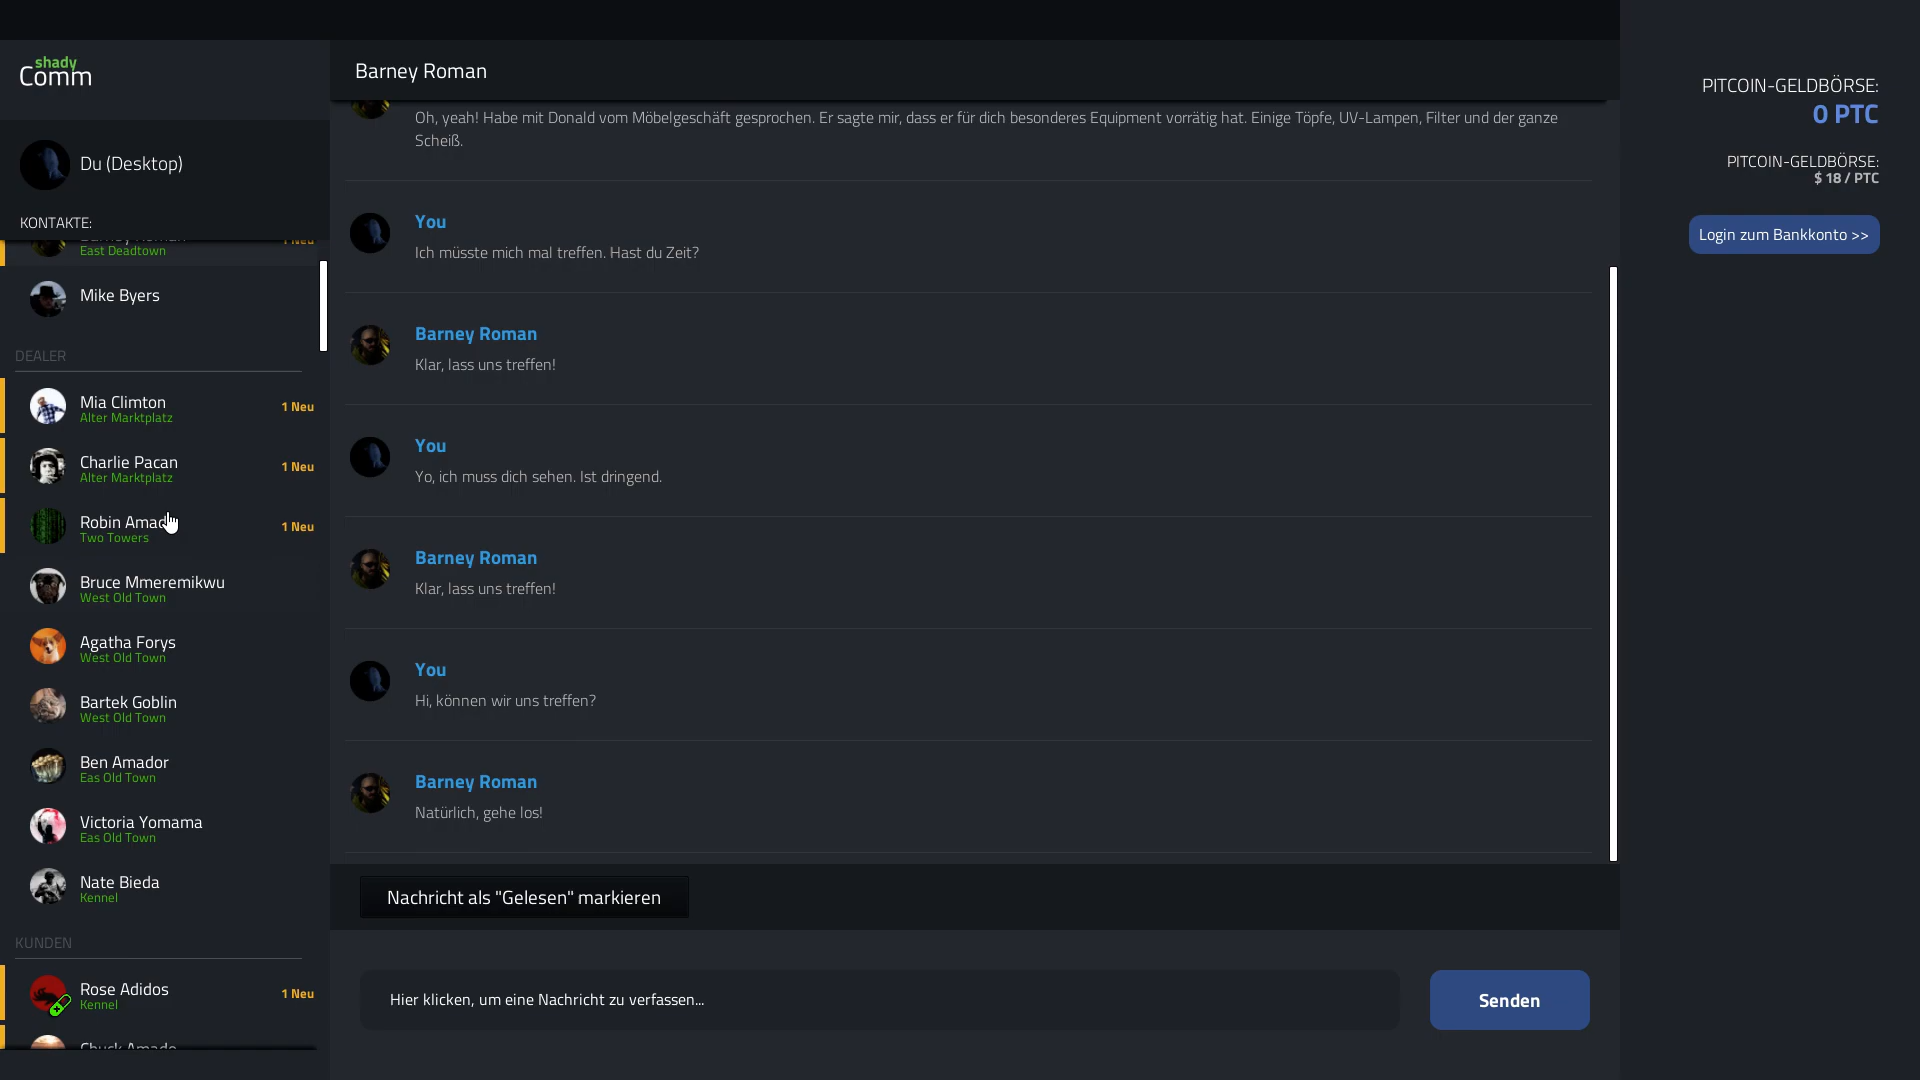 shady
Comm
Du (Desktop)
KONTAKTE:
Barney Roman
1 Neu
East Deadtown
Mike Byers
DEALER
Mia Climton
Alter Marktplatz
1 Neu
Charlie Pacan
Alter Marktplatz
1 Neu
Robin Amad
Two Towers
1 Neu
Bruce Mmeremikwu
West Old Town
Agatha Forys
West Old Town
Bartek Goblin
West Old Town
Ben Amador
Eas Old Town
Victoria Yomama
Eas Old Town
Nate Bieda
Kennel
KUNDEN
Rose Adidos
Kennel
1 Neu
Chuck Amado
Barney Roman
Oh, yeah! Habe mit Donald vom Möbelgeschäft gesprochen. Er sagte mir, dass er für dich besonderes Equipment vorrätig hat. Einige Töpfe, UV-Lampen, Filter und der ganze
Scheiß.
You
Ich müsste mich mal treffen. Hast du Zeit?
Barney Roman
Klar, lass uns treffen!
You
Yo, ich muss dich sehen. Ist dringend.
Barney Roman
Klar, lass uns treffen!
You
Hi, können wir uns treffen?
Barney Roman
Natürlich, gehe los!
Nachricht als "Gelesen" markieren
Hier klicken, um eine Nachricht zu verfassen...
Senden
PITCOIN-GELDBÖRSE:
0 PTC
PITCOIN-GELDBÖRSE:
$ 18 / PTC
Login zum Bankkonto >>